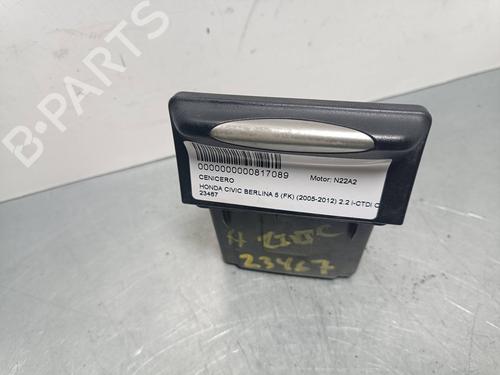 B-PARTS
0000000000817089 Motor: N22A2
CENICERO
HONDA CIVIC BERLINA 5 (FK) (2005-2012) 2.2 I-CTDI C
23467
23467